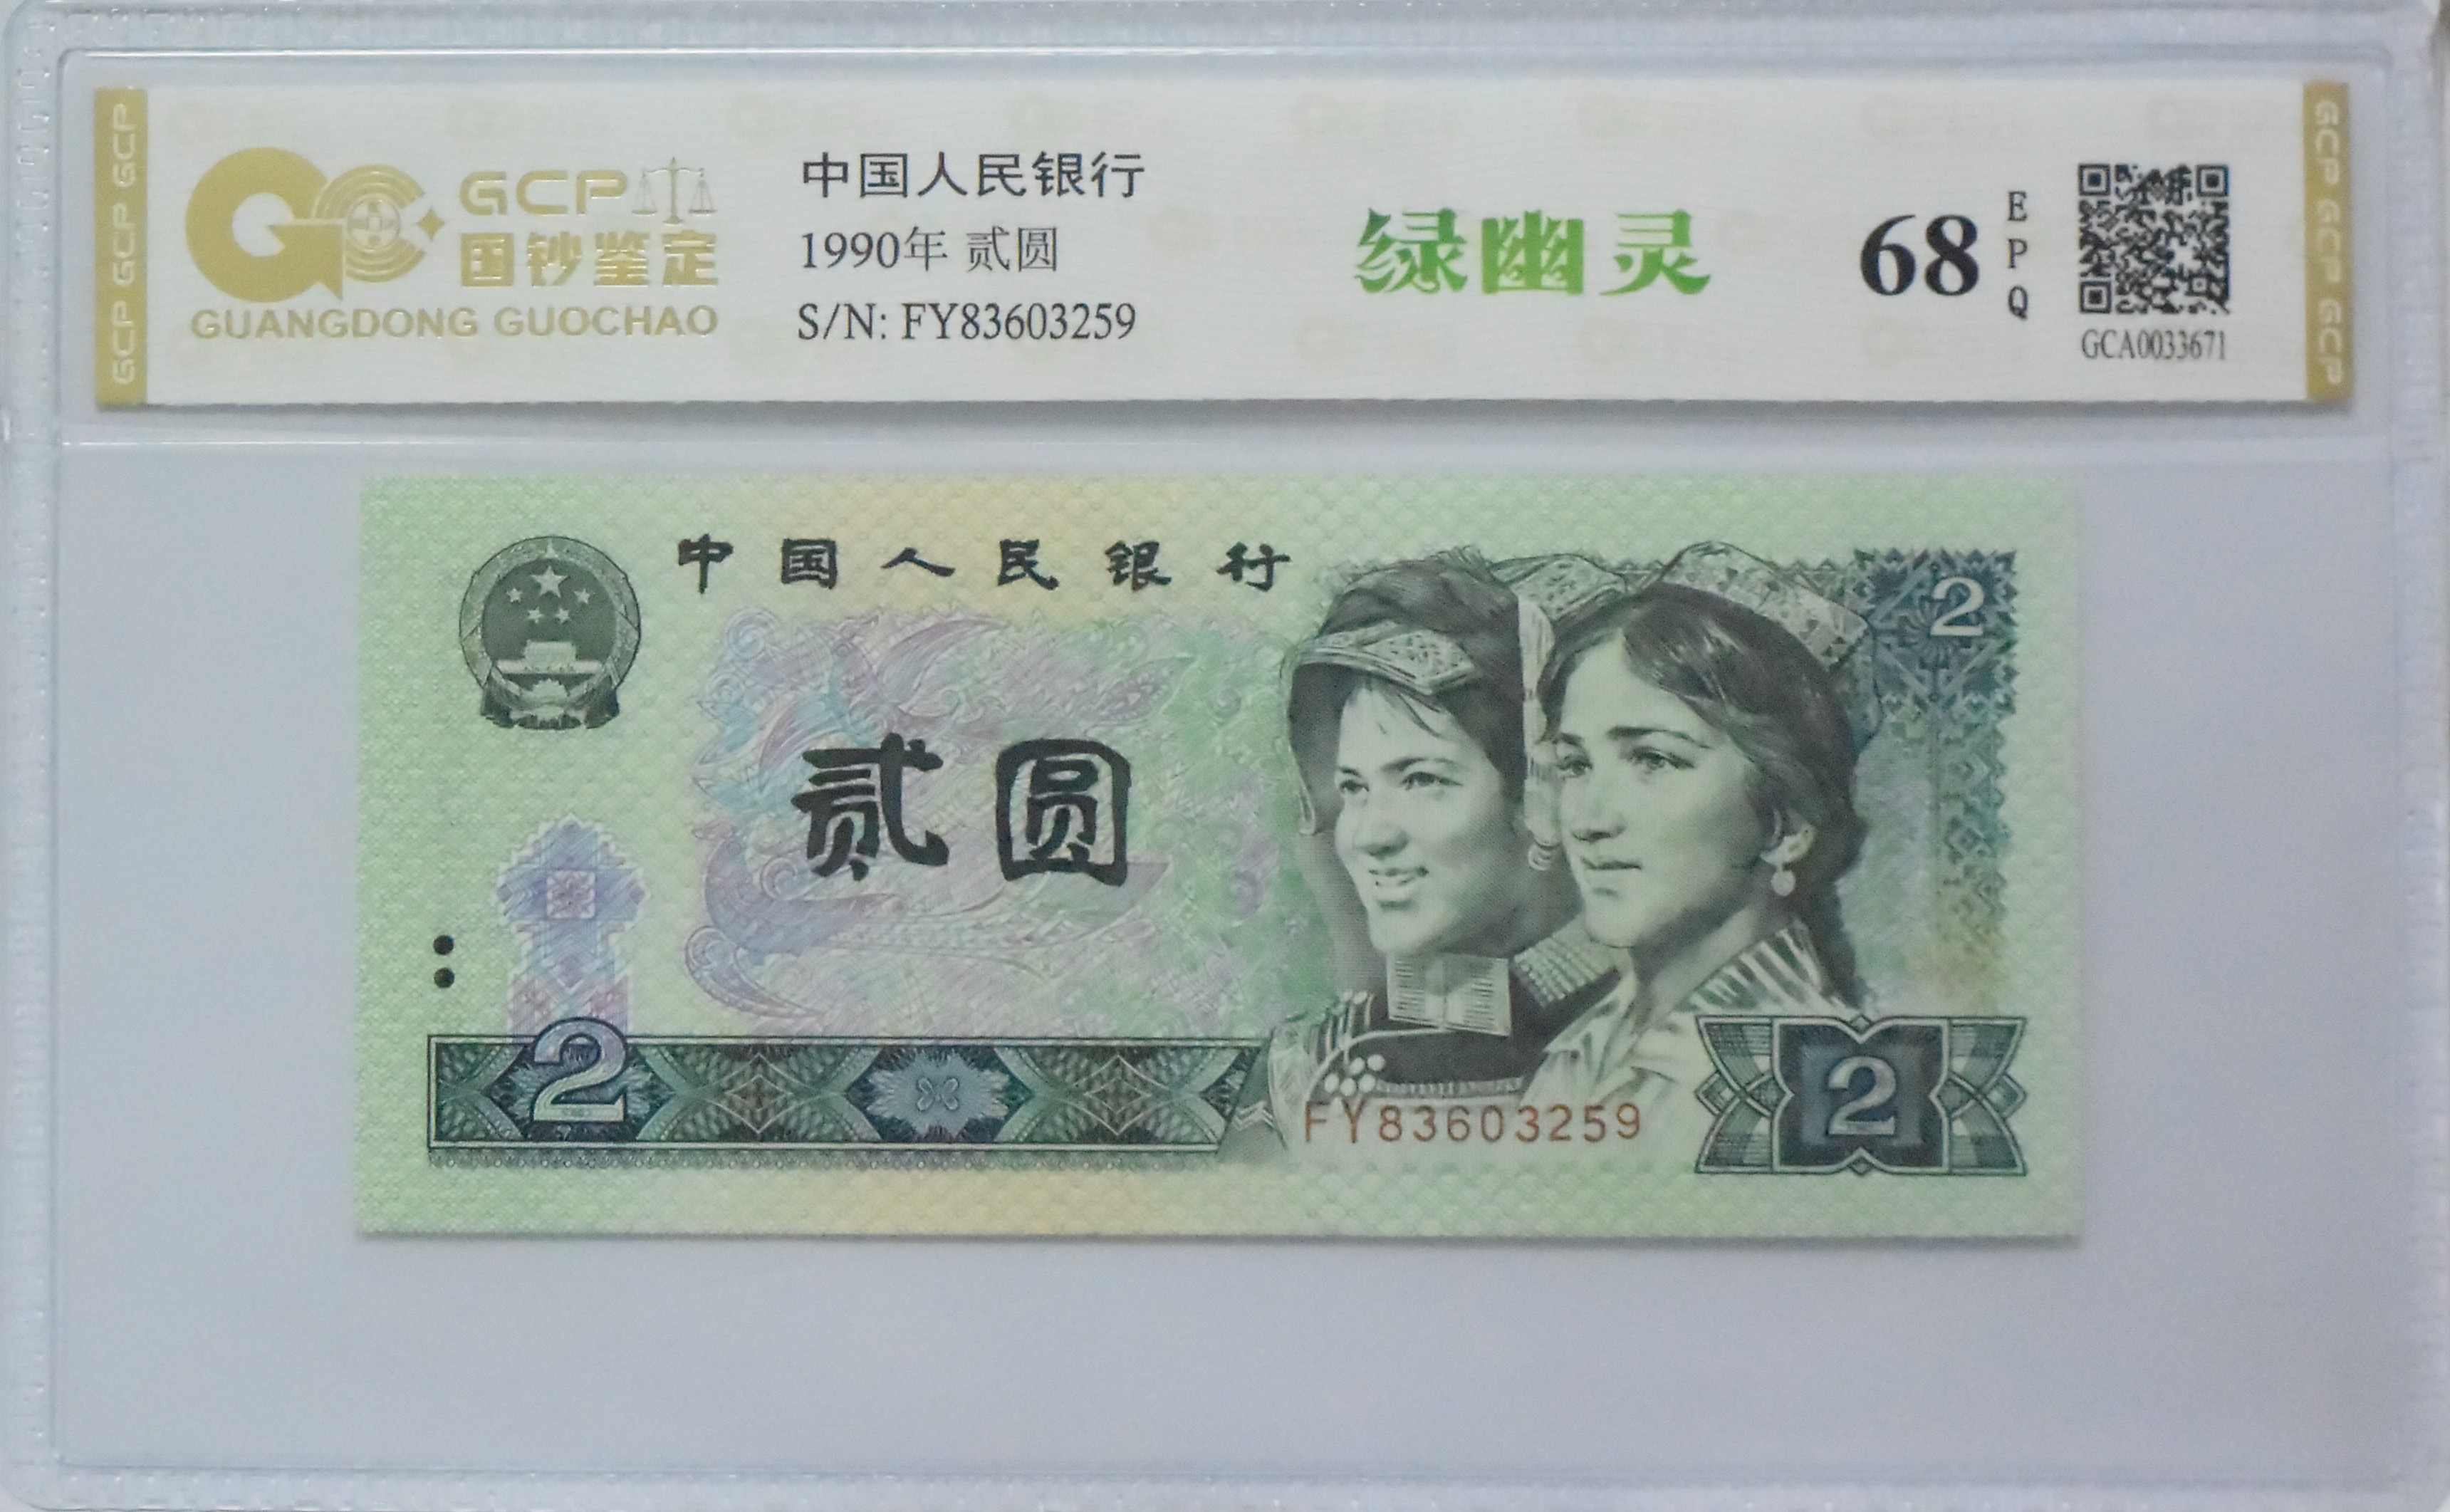 GCP GCP GCP
GCP
国钞鉴定
GUANGDONG GUOCHAO
中国人民银行
1990年 贰圆
S/N: FY83603259
绿幽灵
68
EPQ
GCA0033671
GCP GCP GCP
中国人民银行
2
贰圆
2
FY83603259
2